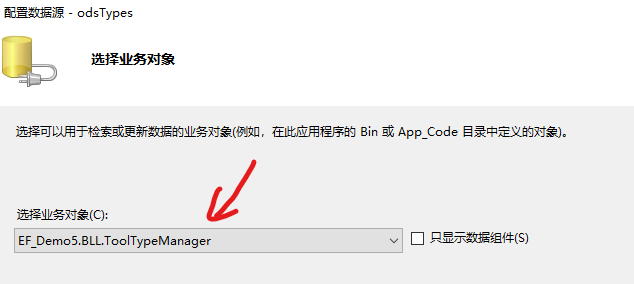 配置数据源 - odsTypes
选择业务对象
选择可以用于检索或更新数据的业务对象(例如，在此应用程序的 Bin 或 App_Code 目录中定义的对象)。
选择业务对象(C):
EF_Demo5.BLL.ToolTypeManager
只显示数据组件(S)